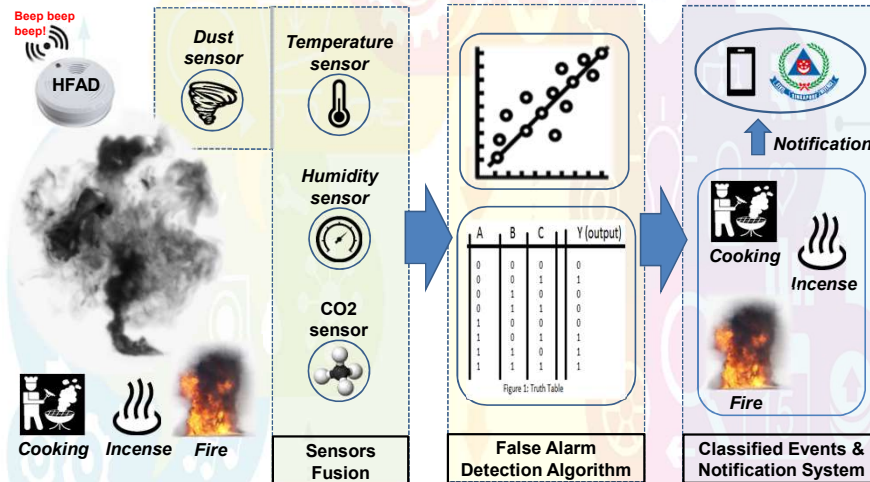 Beep beep
beep!
HFAD
Dust
sensor
Temperature
sensor
Humidity
sensor
CO2
sensor
Cooking
Incense
Fire
Sensors
Fusion
A B C Y (output)
0 0 0 0
0 0 1 1
0 1 0 0
0 1 0 0
1 0 0 0
1 0 1 1
1 1 0 1
1 1 1 1
Figure 1: Truth Table
False Alarm
Detection Algorithm
Notification
Cooking
Incense
Fire
Classified Events &
Notification System